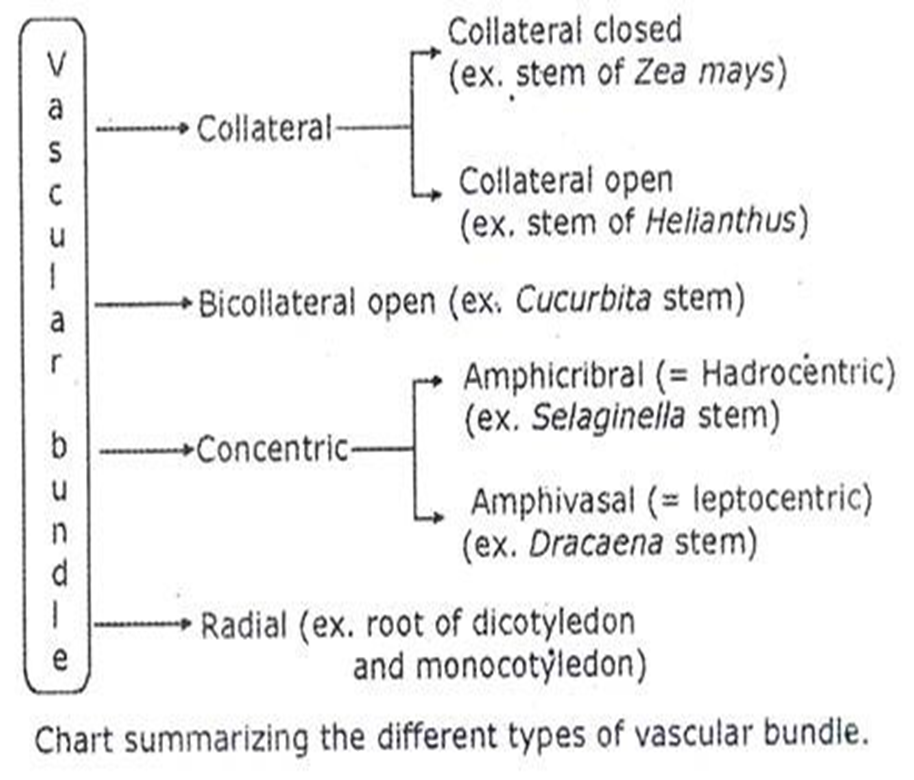 Vascular bundle
Collateral
Collateral closed
(ex. stem of Zea mays)
Collateral open
(ex. stem of Helianthus)
Bicollateral open (ex. Cucurbita stem)
Concentric
Amphicribral (= Hadrocentric)
(ex. Selaginella stem)
Amphivasal (= leptocentric)
(ex. Dracaena stem)
Radial (ex. root of dicotyledon
and monocotyledon)
Chart summarizing the different types of vascular bundle.